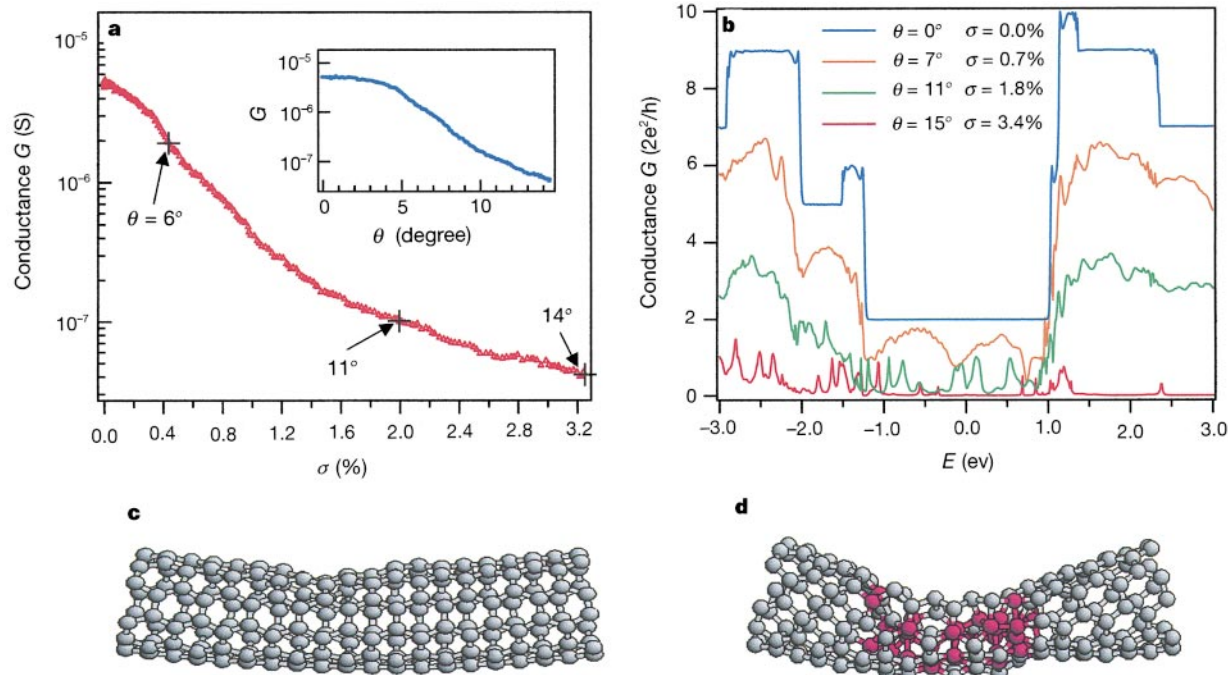 a
10⁻⁵
10⁻⁶
10⁻⁷
Conductance G (S)
0.0 0.4 0.8 1.2 1.6 2.0 2.4 2.8 3.2
σ (%)
θ = 6°
11°
14°
10⁻⁵
10⁻⁶
10⁻⁷
G
0 5 10
θ (degree)
b
10
8
6
4
2
0
Conductance G (2e²/h)
θ = 0° σ = 0.0%
θ = 7° σ = 0.7%
θ = 11° σ = 1.8%
θ = 15° σ = 3.4%
−3.0 −2.0 −1.0 0.0 1.0 2.0 3.0
E (ev)
c
d